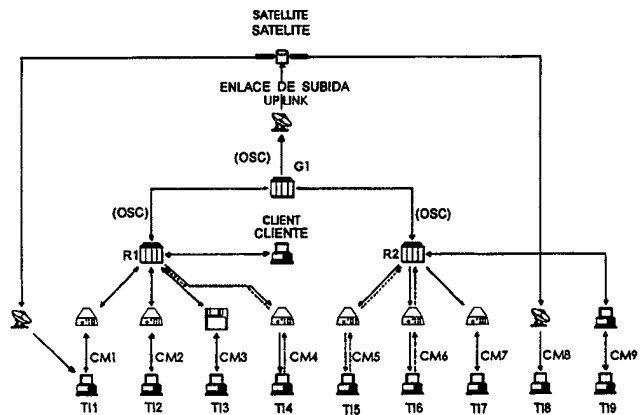 SATELLITE
SATELITE
ENLACE DE SUBIDA
UPLINK
(OSC)
G1
(OSC)
CLIENT
CLIENTE
(OSC)
R1
R2
CM1
CM2
CM3
CM4
CM5
CM6
CM7
CM8
CM9
TI1
TI2
TI3
TI4
TI5
TI6
TI7
TI8
TI9